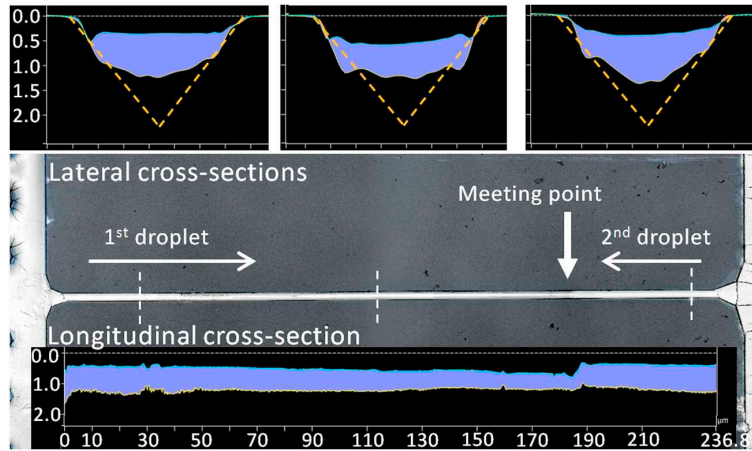 0.0
0.5
1.0
1.5
2.0
Lateral cross-sections
Meeting point
1st droplet
2nd droplet
Longitudinal cross-section
0.0
1.0
2.0
µm
0 10 30 50 70 90 110 130 150 170 190 210 236.8